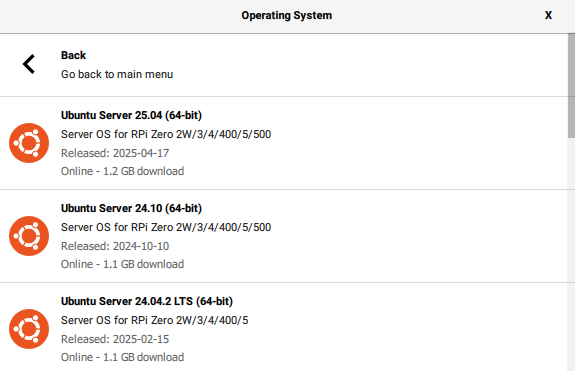 Operating System X
Back
Go back to main menu
Ubuntu Server 25.04 (64-bit)
Server OS for RPi Zero 2W/3/4/400/5/500
Released: 2025-04-17
Online - 1.2 GB download
Ubuntu Server 24.10 (64-bit)
Server OS for RPi Zero 2W/3/4/400/5/500
Released: 2024-10-10
Online - 1.1 GB download
Ubuntu Server 24.04.2 LTS (64-bit)
Server OS for RPi Zero 2W/3/4/400/5
Released: 2025-02-15
Online - 1.1 GB download